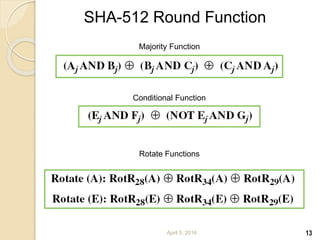 SHA-512 Round Function
Majority Function
(Aj AND Bj) ⊕ (Bj AND Cj) ⊕ (Cj AND Aj)
Conditional Function
(Ej AND Fj) ⊕ (NOT Ej AND Gj)
Rotate Functions
Rotate (A): RotR28(A) ⊕ RotR34(A) ⊕ RotR29(A)
Rotate (E): RotR28(E) ⊕ RotR34(E) ⊕ RotR29(E)
April 5, 2016 13